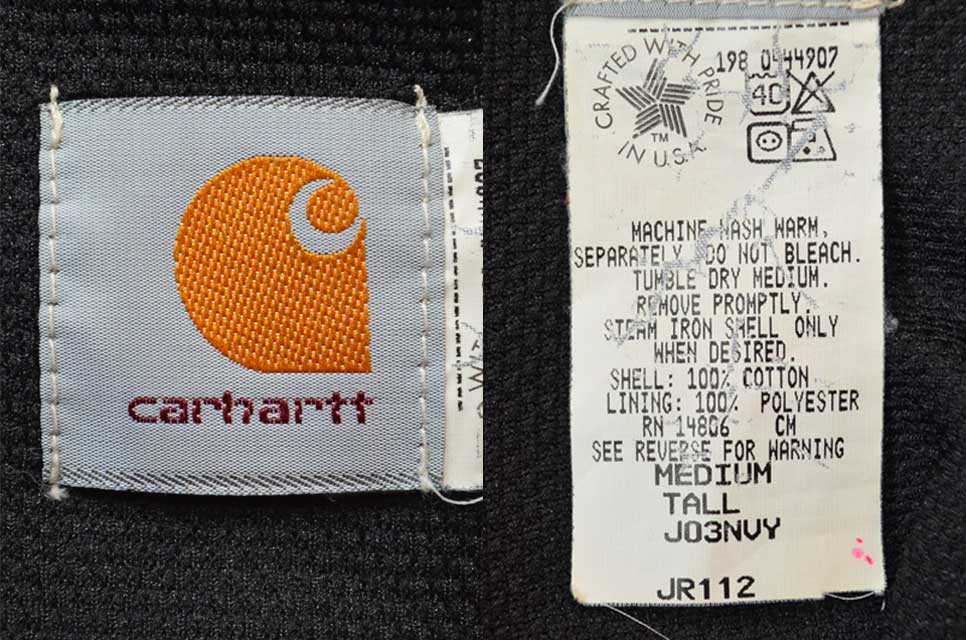 carhartt
CRAFTED WITH PRIDE
IN U.S.A.
TM
198 0444907
40
MACHINE WASH WARM,
SEPARATELY. DO NOT BLEACH.
TUMBLE DRY MEDIUM.
REMOVE PROMPTLY.
STEAM IRON SHELL ONLY
WHEN DESIRED.
SHELL: 100% COTTON
LINING: 100% POLYESTER
RN 14806 CM
SEE REVERSE FOR WARNING
MEDIUM
TALL
J03NVY
JR112